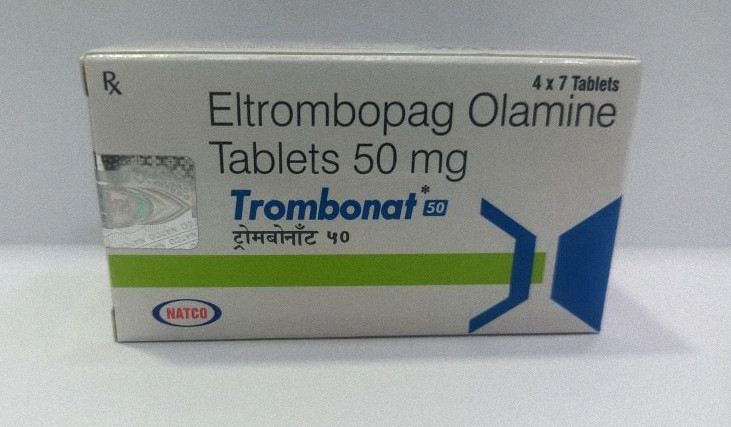 Rx
4 x 7 Tablets
Eltrombopag Olamine
Tablets 50 mg
Trombonat* 50
ट्रोमबोनॉंट ५०
NATCO